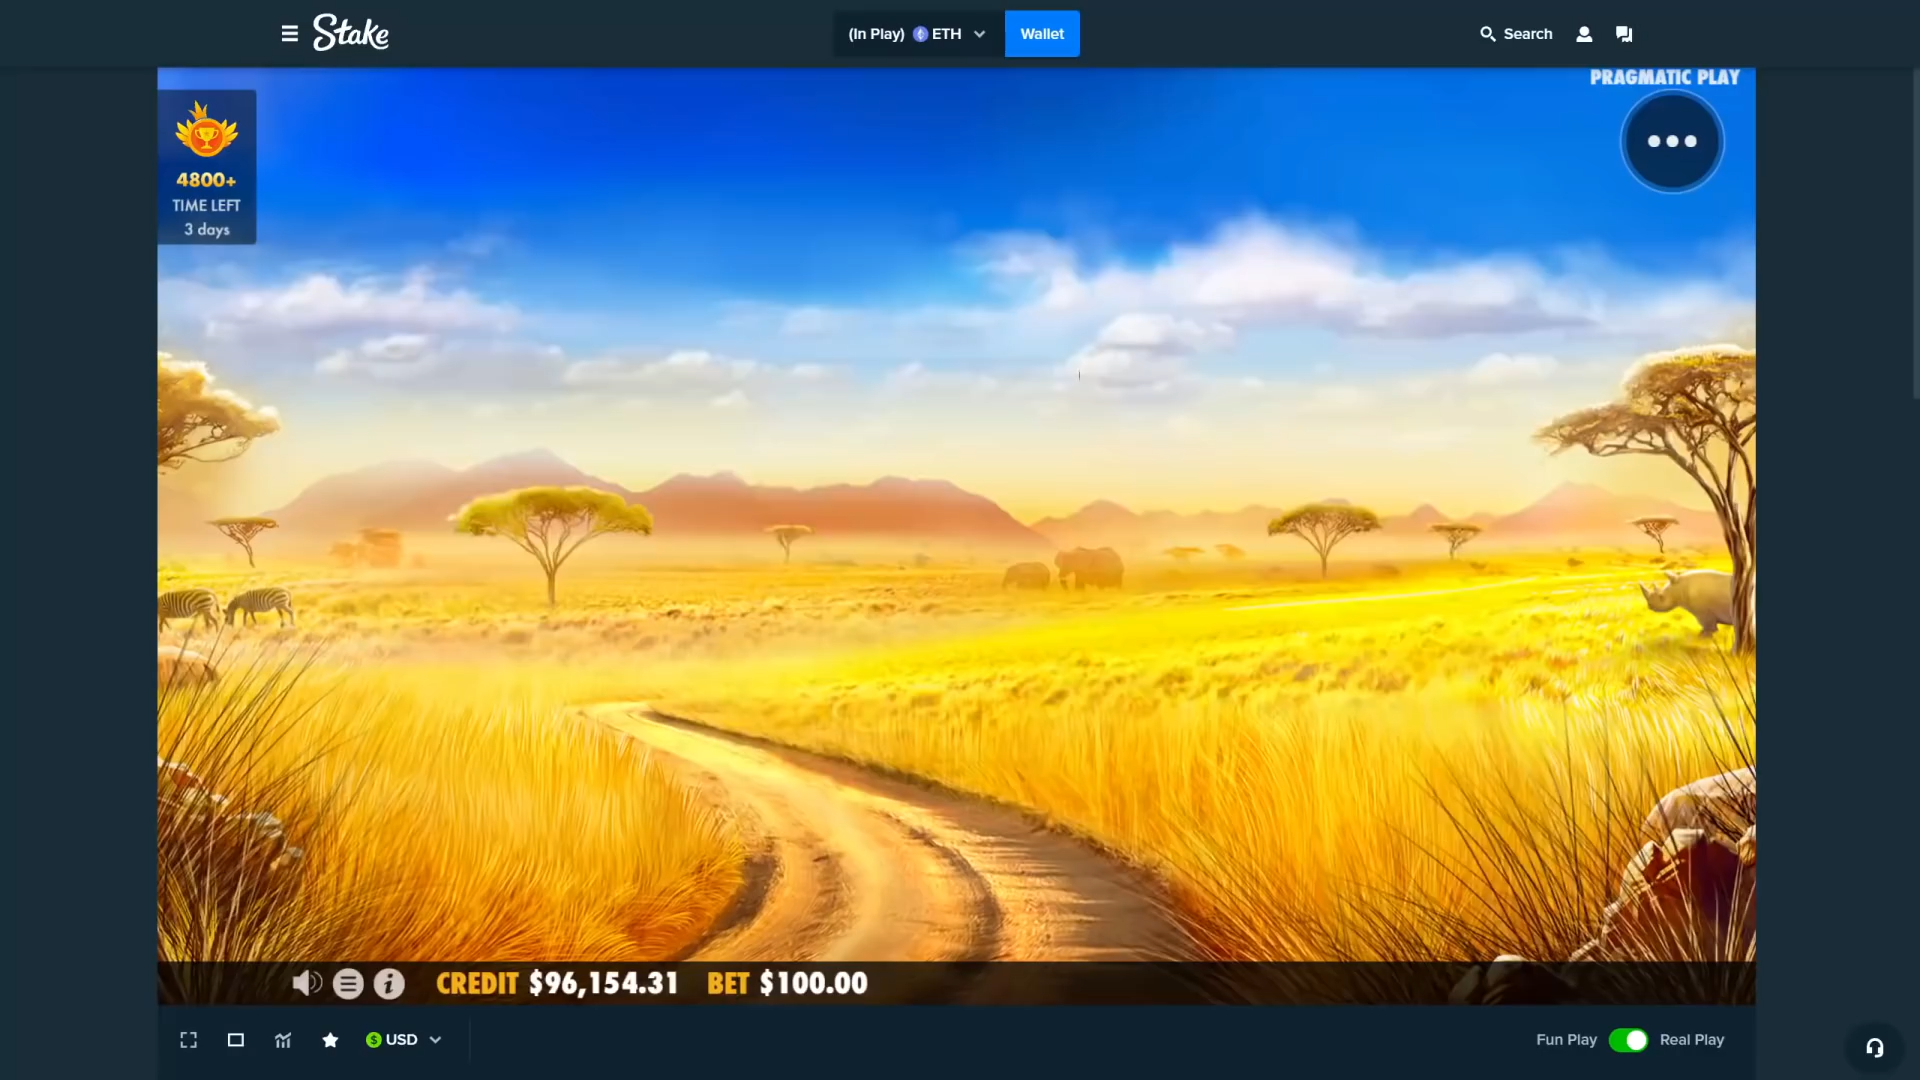 Stake
(In Play) ETH
Wallet
Search
PRAGMATIC PLAY
4800+
TIME LEFT
3 days
CREDIT $96,154.31 BET $100.00
USD
Fun Play
Real Play